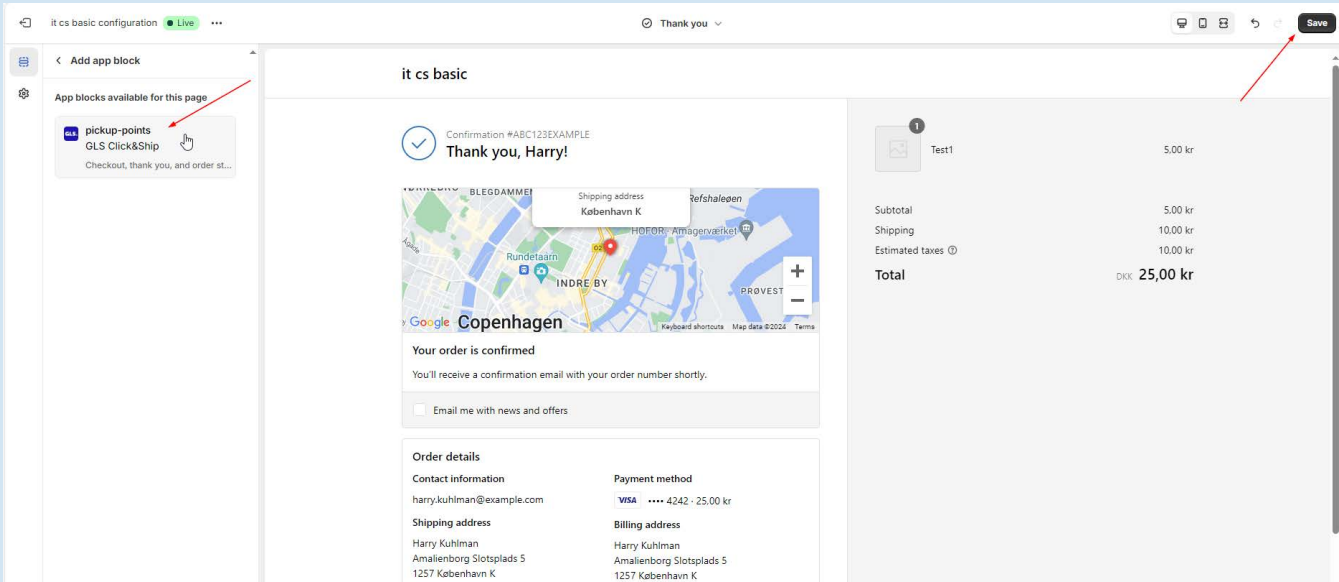 it cs basic configuration Live
Thank you
Save
Add app block
App blocks available for this page
GLS.
pickup-points
GLS Click&Ship
Checkout, thank you, and order st...
it cs basic
Confirmation #ABC123EXAMPLE
Thank you, Harry!
BLEGDAMME
Shipping address
København K
Refshaleøen
HOFOR - Amagerværket
Rundetaarn
INDRE BY
PRØVEST
Google
Copenhagen
Keyboard shortcuts Map data ©2024 Terms
Your order is confirmed
You'll receive a confirmation email with your order number shortly.
Email me with news and offers
Order details
Contact information
harry.kuhlman@example.com
Shipping address
Harry Kuhlman
Amalienborg Slotsplads 5
1257 København K
Payment method
VISA •••• 4242 · 25,00 kr
Billing address
Harry Kuhlman
Amalienborg Slotsplads 5
1257 København K
1
Test1 5,00 kr
Subtotal 5,00 kr
Shipping 10,00 kr
Estimated taxes 10,00 kr
Total DKK 25,00 kr